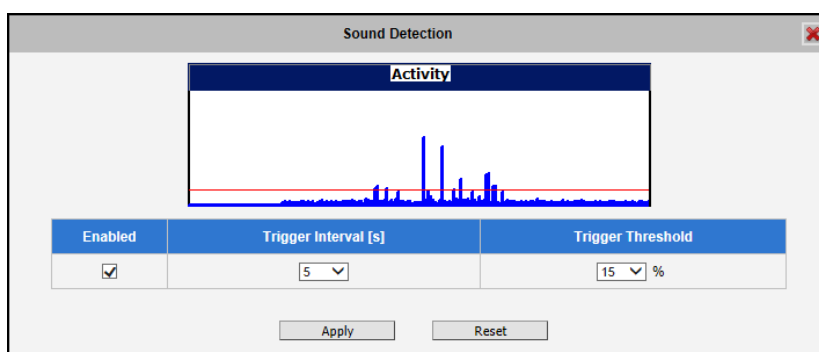 Sound Detection
Activity
Enabled Trigger Interval [s] Trigger Threshold
5 15 %
Apply Reset